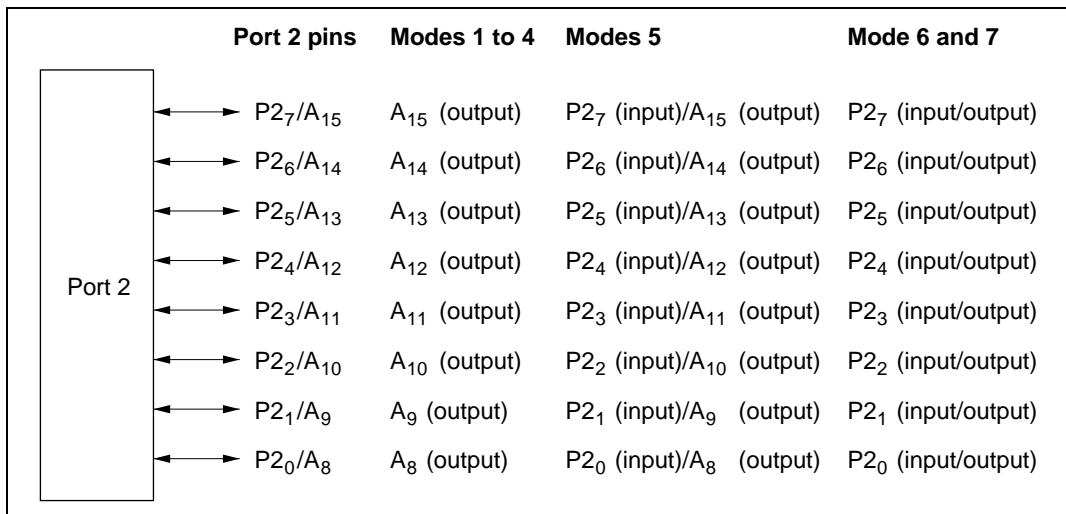 Port 2 pins Modes 1 to 4 Modes 5 Mode 6 and 7
P2₇/A₁₅ A₁₅ (output) P2₇ (input)/A₁₅ (output) P2₇ (input/output)
P2₆/A₁₄ A₁₄ (output) P2₆ (input)/A₁₄ (output) P2₆ (input/output)
P2₅/A₁₃ A₁₃ (output) P2₅ (input)/A₁₃ (output) P2₅ (input/output)
P2₄/A₁₂ A₁₂ (output) P2₄ (input)/A₁₂ (output) P2₄ (input/output)
Port 2
P2₃/A₁₁ A₁₁ (output) P2₃ (input)/A₁₁ (output) P2₃ (input/output)
P2₂/A₁₀ A₁₀ (output) P2₂ (input)/A₁₀ (output) P2₂ (input/output)
P2₁/A₉ A₉ (output) P2₁ (input)/A₉ (output) P2₁ (input/output)
P2₀/A₈ A₈ (output) P2₀ (input)/A₈ (output) P2₀ (input/output)